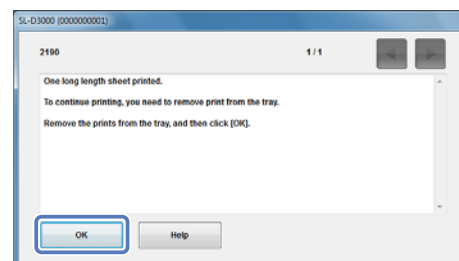 SL-D3000 (0000000001)
2190 1 / 1
One long length sheet printed.
To continue printing, you need to remove print from the tray.
Remove the prints from the tray, and then click [OK].
OK Help